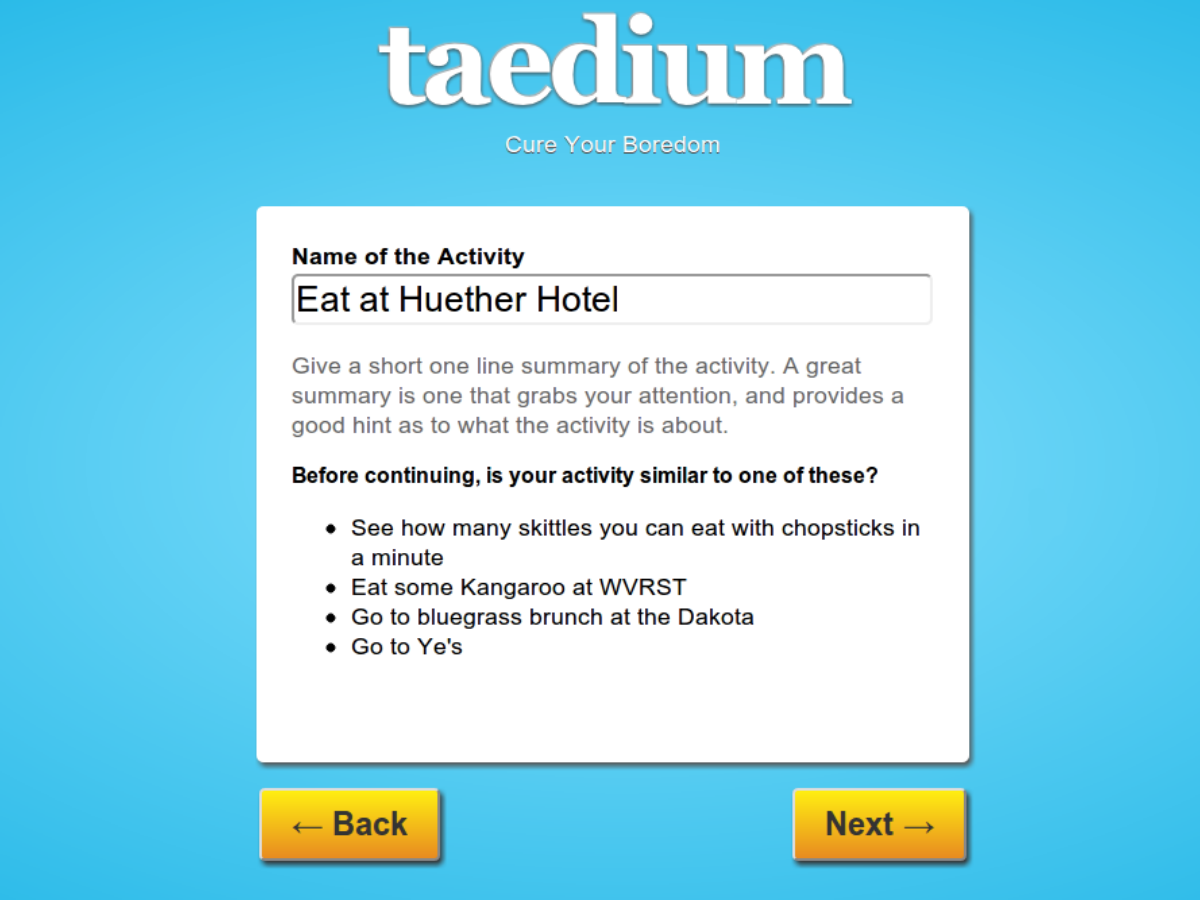 taedium
Cure Your Boredom
Name of the Activity
Eat at Huether Hotel
Give a short one line summary of the activity. A great
summary is one that grabs your attention, and provides a
good hint as to what the activity is about.
Before continuing, is your activity similar to one of these?
• See how many skittles you can eat with chopsticks in
a minute
• Eat some Kangaroo at WVRST
• Go to bluegrass brunch at the Dakota
• Go to Ye's
← Back
Next →